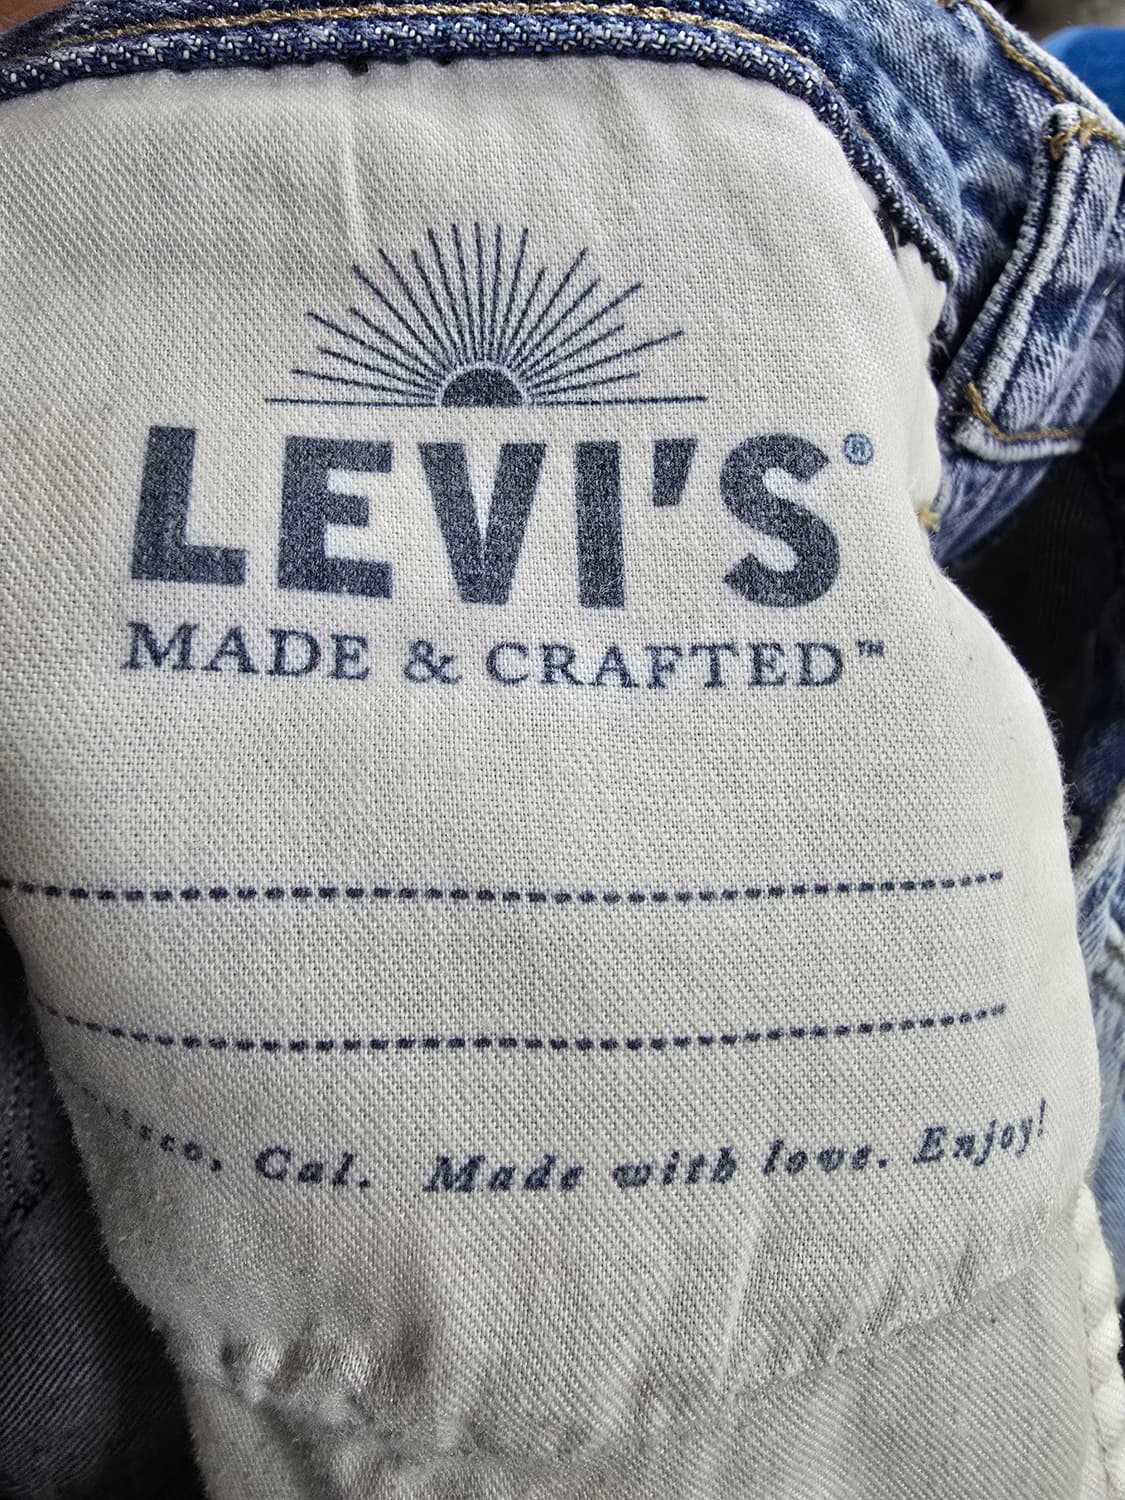 LEVI'S®
MADE & CRAFTED™
Cal. Made with love. Enjoy!